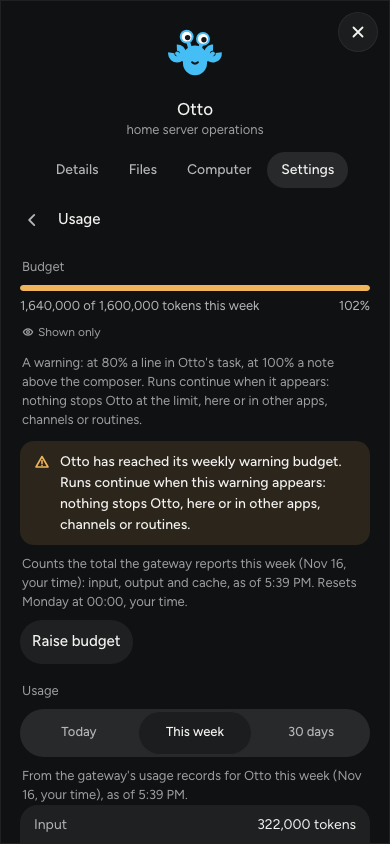 Otto
home server operations
Details Files Computer Settings
Usage
Budget
1,640,000 of 1,600,000 tokens this week 102%
Shown only
A warning: at 80% a line in Otto's task, at 100% a note
above the composer. Runs continue when it appears:
nothing stops Otto at the limit, here or in other apps,
channels or routines.
Otto has reached its weekly warning budget.
Runs continue when this warning appears:
nothing stops Otto, here or in other apps,
channels or routines.
Counts the total the gateway reports this week (Nov 16,
your time): input, output and cache, as of 5:39 PM. Resets
Monday at 00:00, your time.
Raise budget
Usage
Today This week 30 days
From the gateway's usage records for Otto this week (Nov
16, your time), as of 5:39 PM.
Input 322,000 tokens